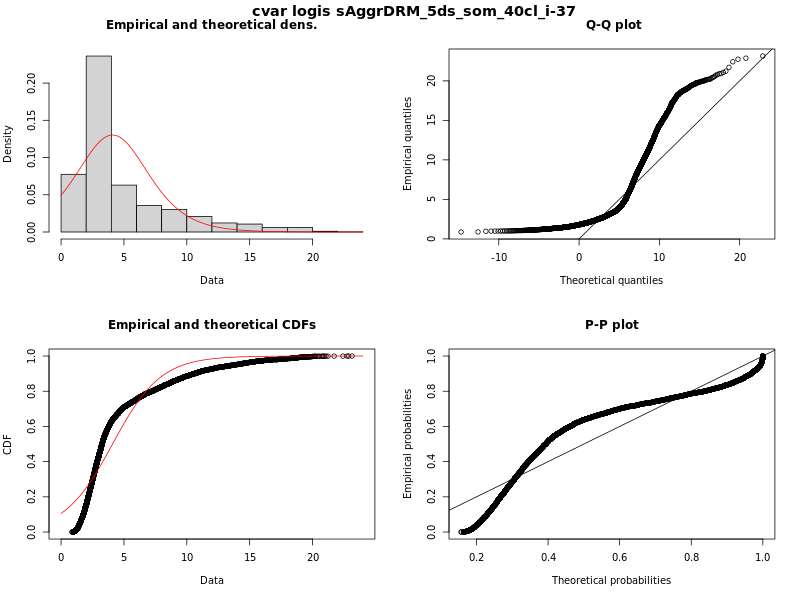 cvar logis sAggrDRM_5ds_som_40cl_i-37
Empirical and theoretical dens.
Density
0.00 0.05 0.10 0.15 0.20
0 5 10 15 20
Data
Q-Q plot
Empirical quantiles
0 5 10 15 20
-10 0 10 20
Theoretical quantiles
Empirical and theoretical CDFs
CDF
0.0 0.2 0.4 0.6 0.8 1.0
0 5 10 15 20
Data
P-P plot
Empirical probabilities
0.0 0.2 0.4 0.6 0.8 1.0
0.2 0.4 0.6 0.8 1.0
Theoretical probabilities